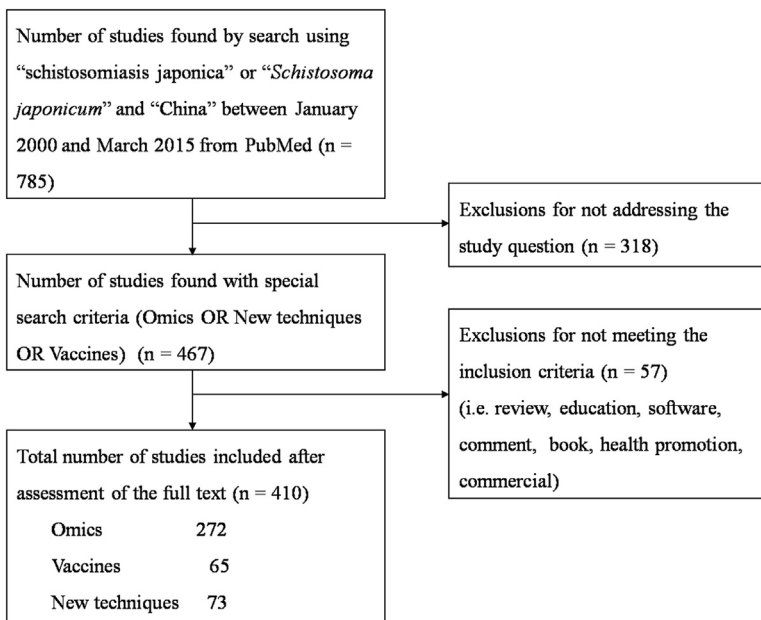 Number of studies found by search using
“schistosomiasis japonica” or “Schistosoma
japonicum” and “China” between January
2000 and March 2015 from PubMed (n =
785)
Exclusions for not addressing the
study question (n = 318)
Number of studies found with special
search criteria (Omics OR New techniques
OR Vaccines) (n = 467)
Exclusions for not meeting the
inclusion criteria (n = 57)
(i.e. review, education, software,
comment, book, health promotion,
commercial)
Total number of studies included after
assessment of the full text (n = 410)
Omics 272
Vaccines 65
New techniques 73